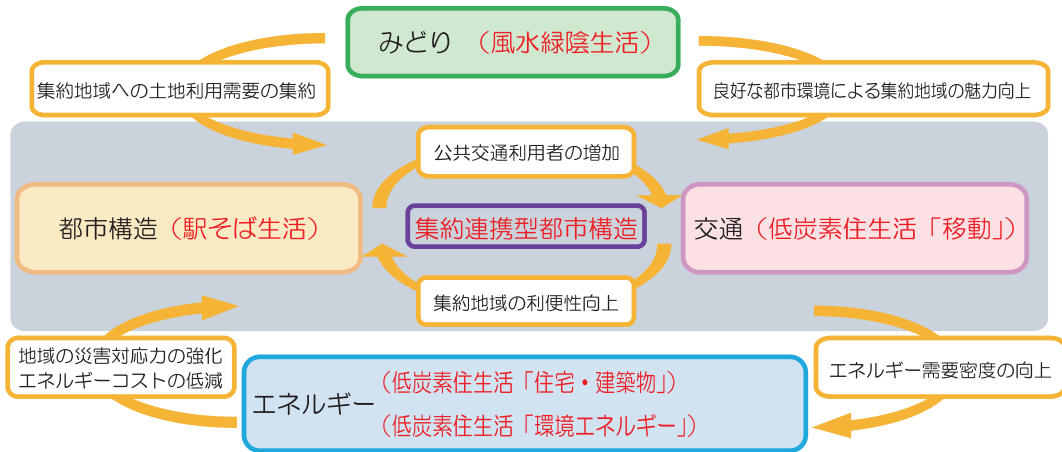 みどり （風水緑陰生活）
集約地域への土地利用需要の集約
良好な都市環境による集約地域の魅力向上
公共交通利用者の増加
都市構造（駅そば生活）
集約連携型都市構造
交通（低炭素住生活「移動」）
集約地域の利便性向上
地域の災害対応力の強化
エネルギーコストの低減
エネルギー需要密度の向上
エネルギー
（低炭素住生活「住宅・建築物」）
（低炭素住生活「環境エネルギー」）